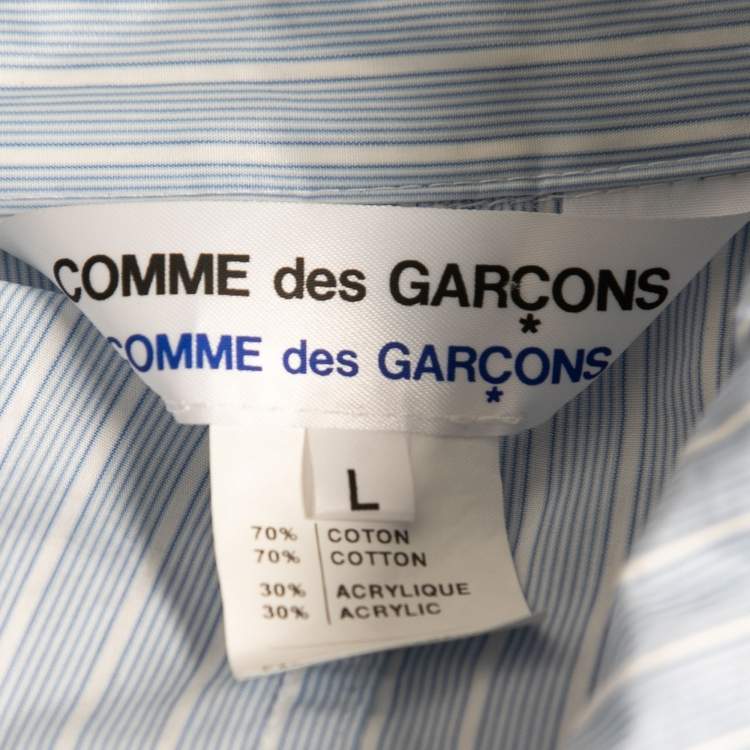 COMME des GARÇONS
*
COMME des GARÇONS
*
L
70% COTON
70% COTTON
30% ACRYLIQUE
30% ACRYLIC